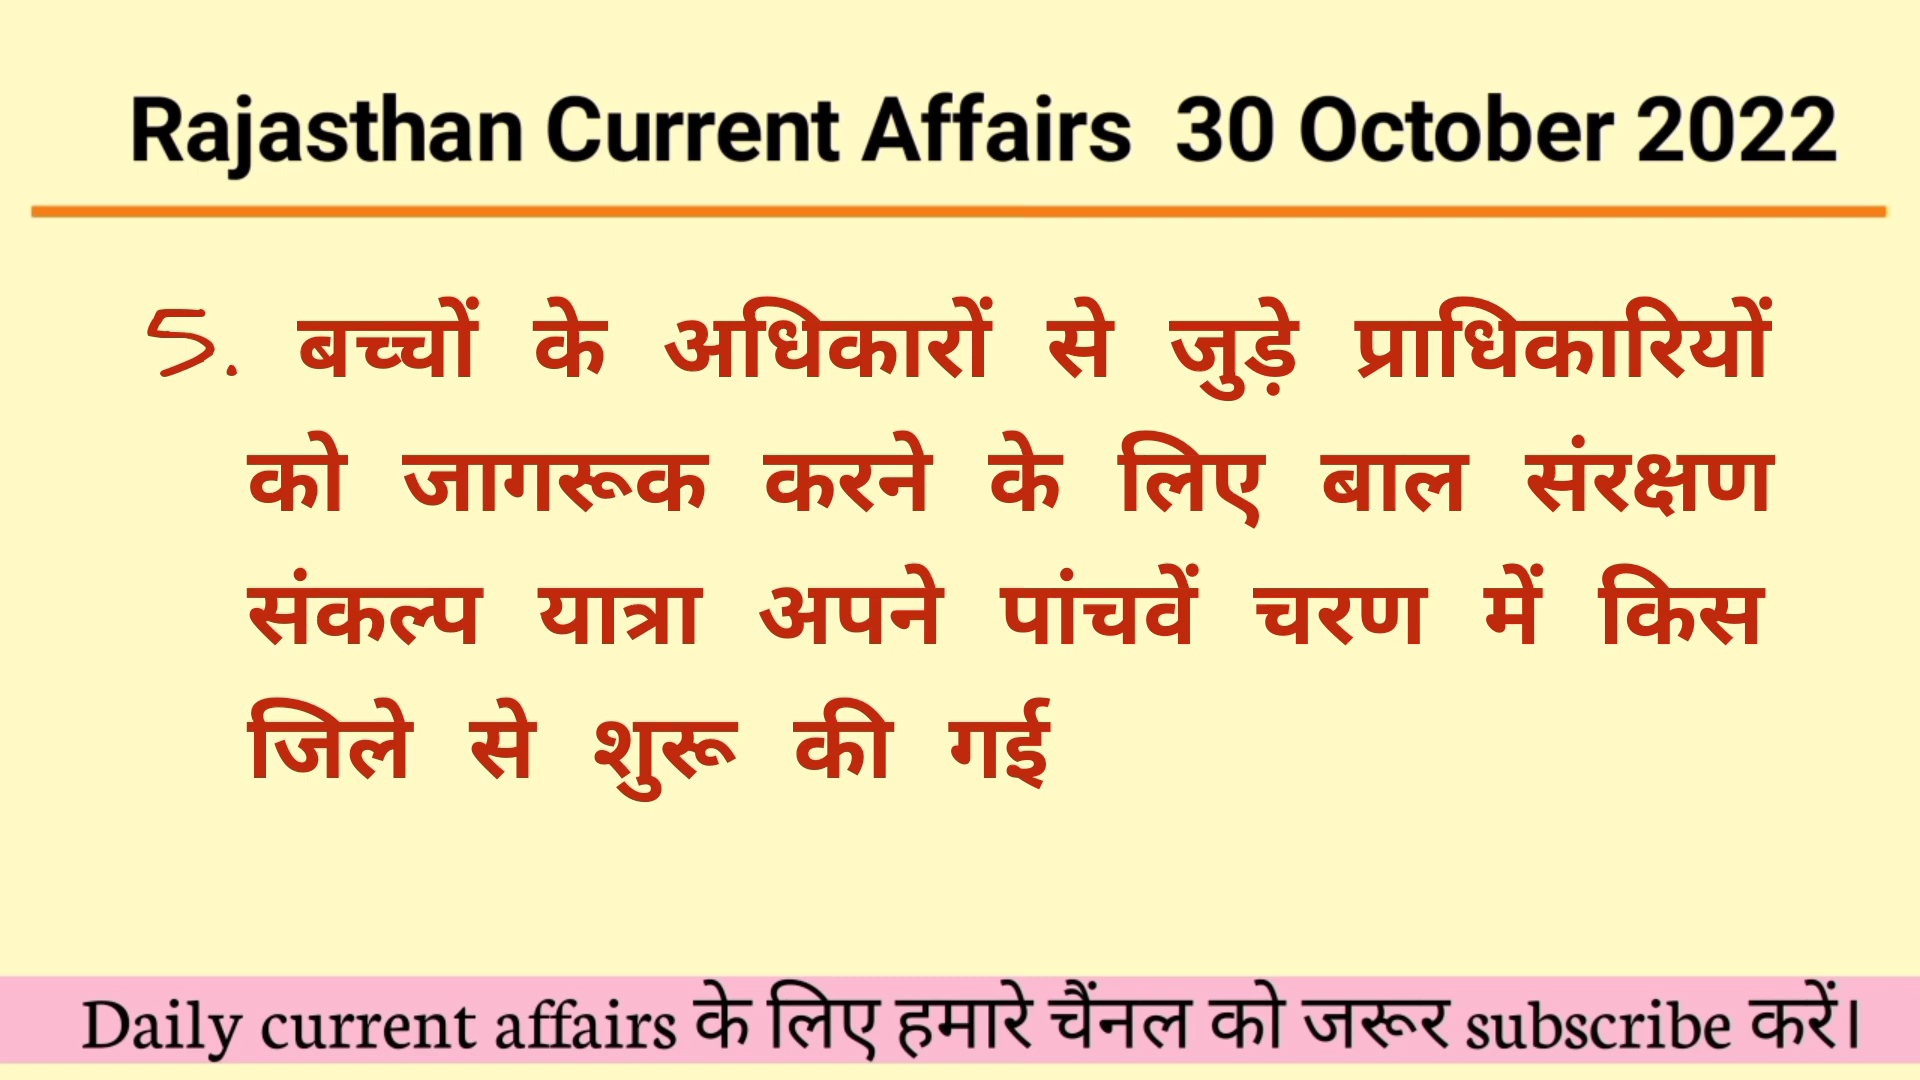 Rajasthan Current Affairs 30 October 2022
5. बच्चों के अधिकारों से जुड़े प्राधिकारियों
को जागरूक करने के लिए बाल संरक्षण
संकल्प यात्रा अपने पांचवें चरण में किस
जिले से शुरू की गई
Daily current affairs के लिए हमारे चैंनल को जरूर subscribe करें।